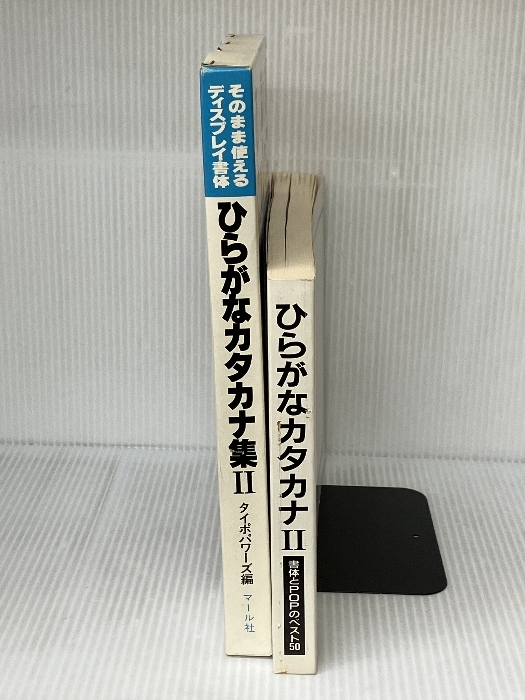 そのまま使える
ディスプレイ書体
ひらがなカタカナ集II
タイポパワーズ編
マール社
ひらがなカタカナII
書体とPOPのベスト50